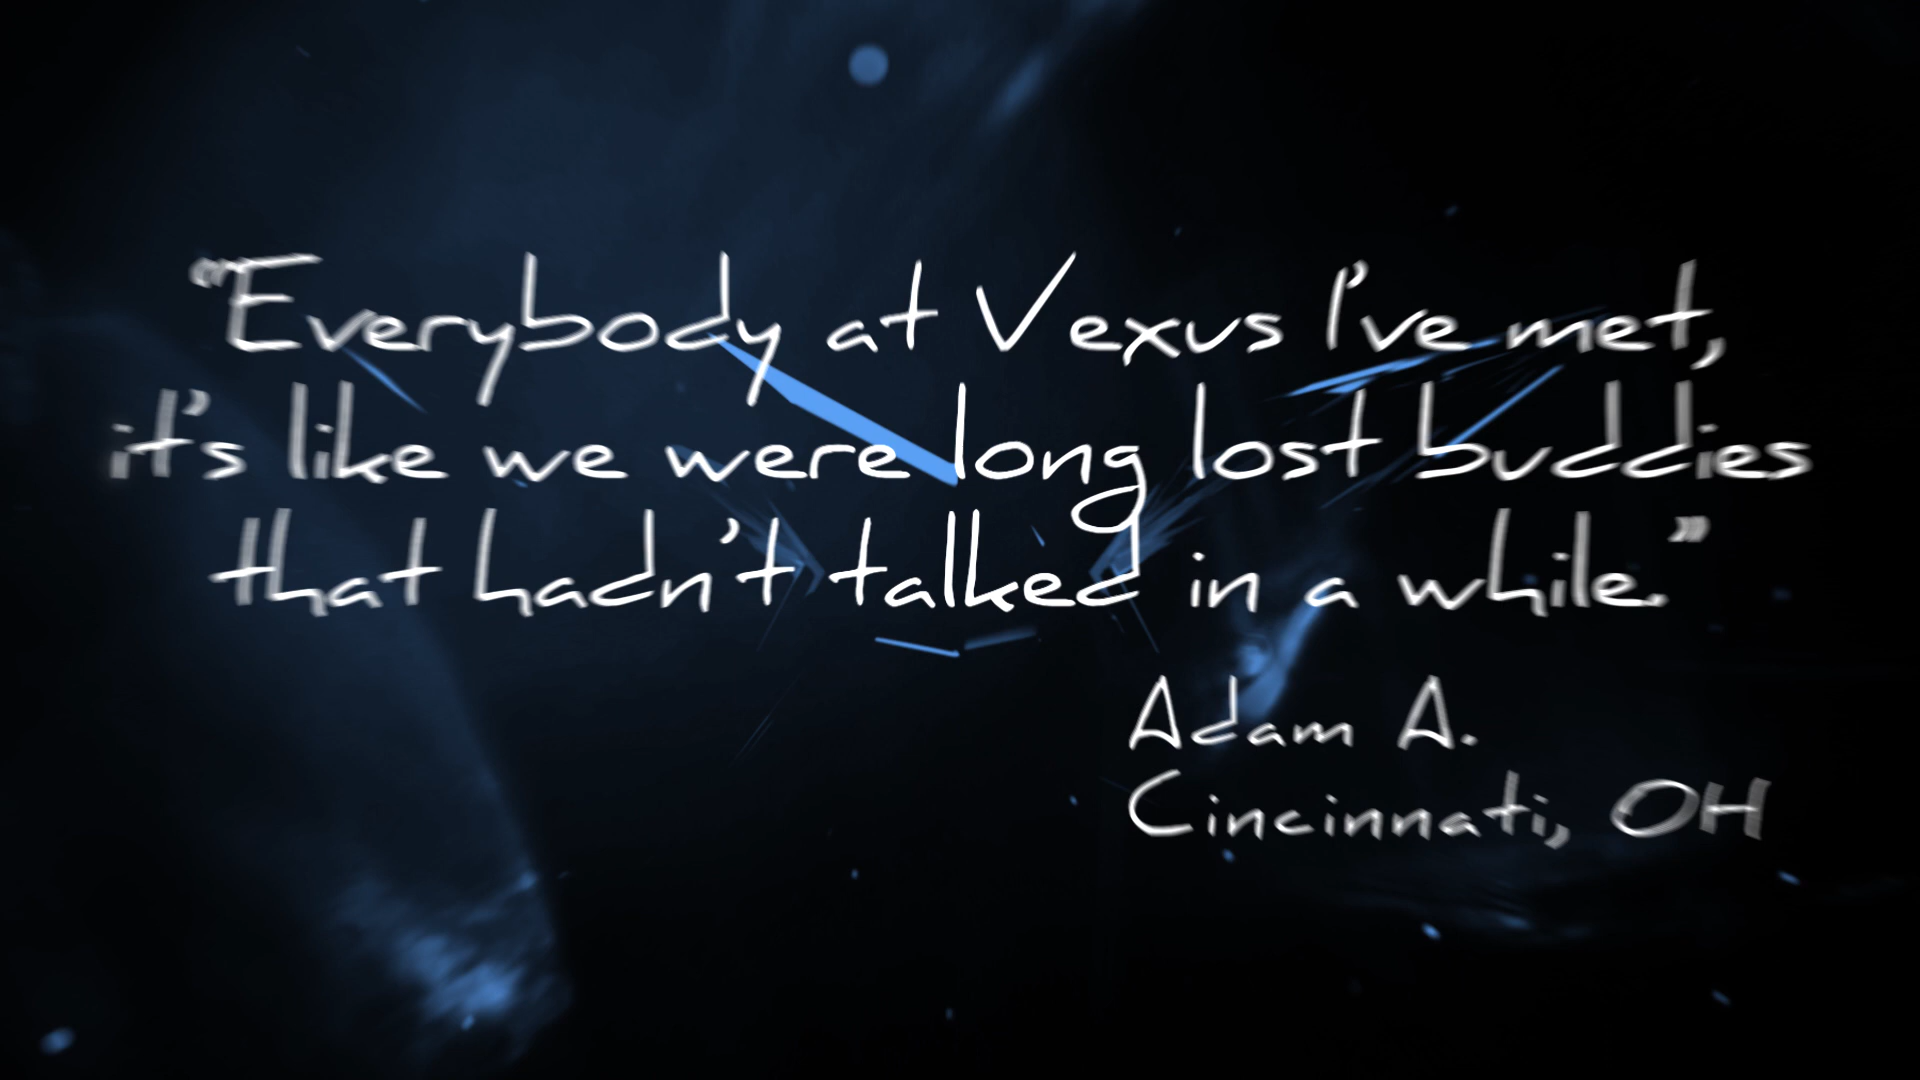 “Everybody at Vexus I've met,
it's like we were long lost buddies
that hadn't talked in a while.”
Adam A.
Cincinnati, OH